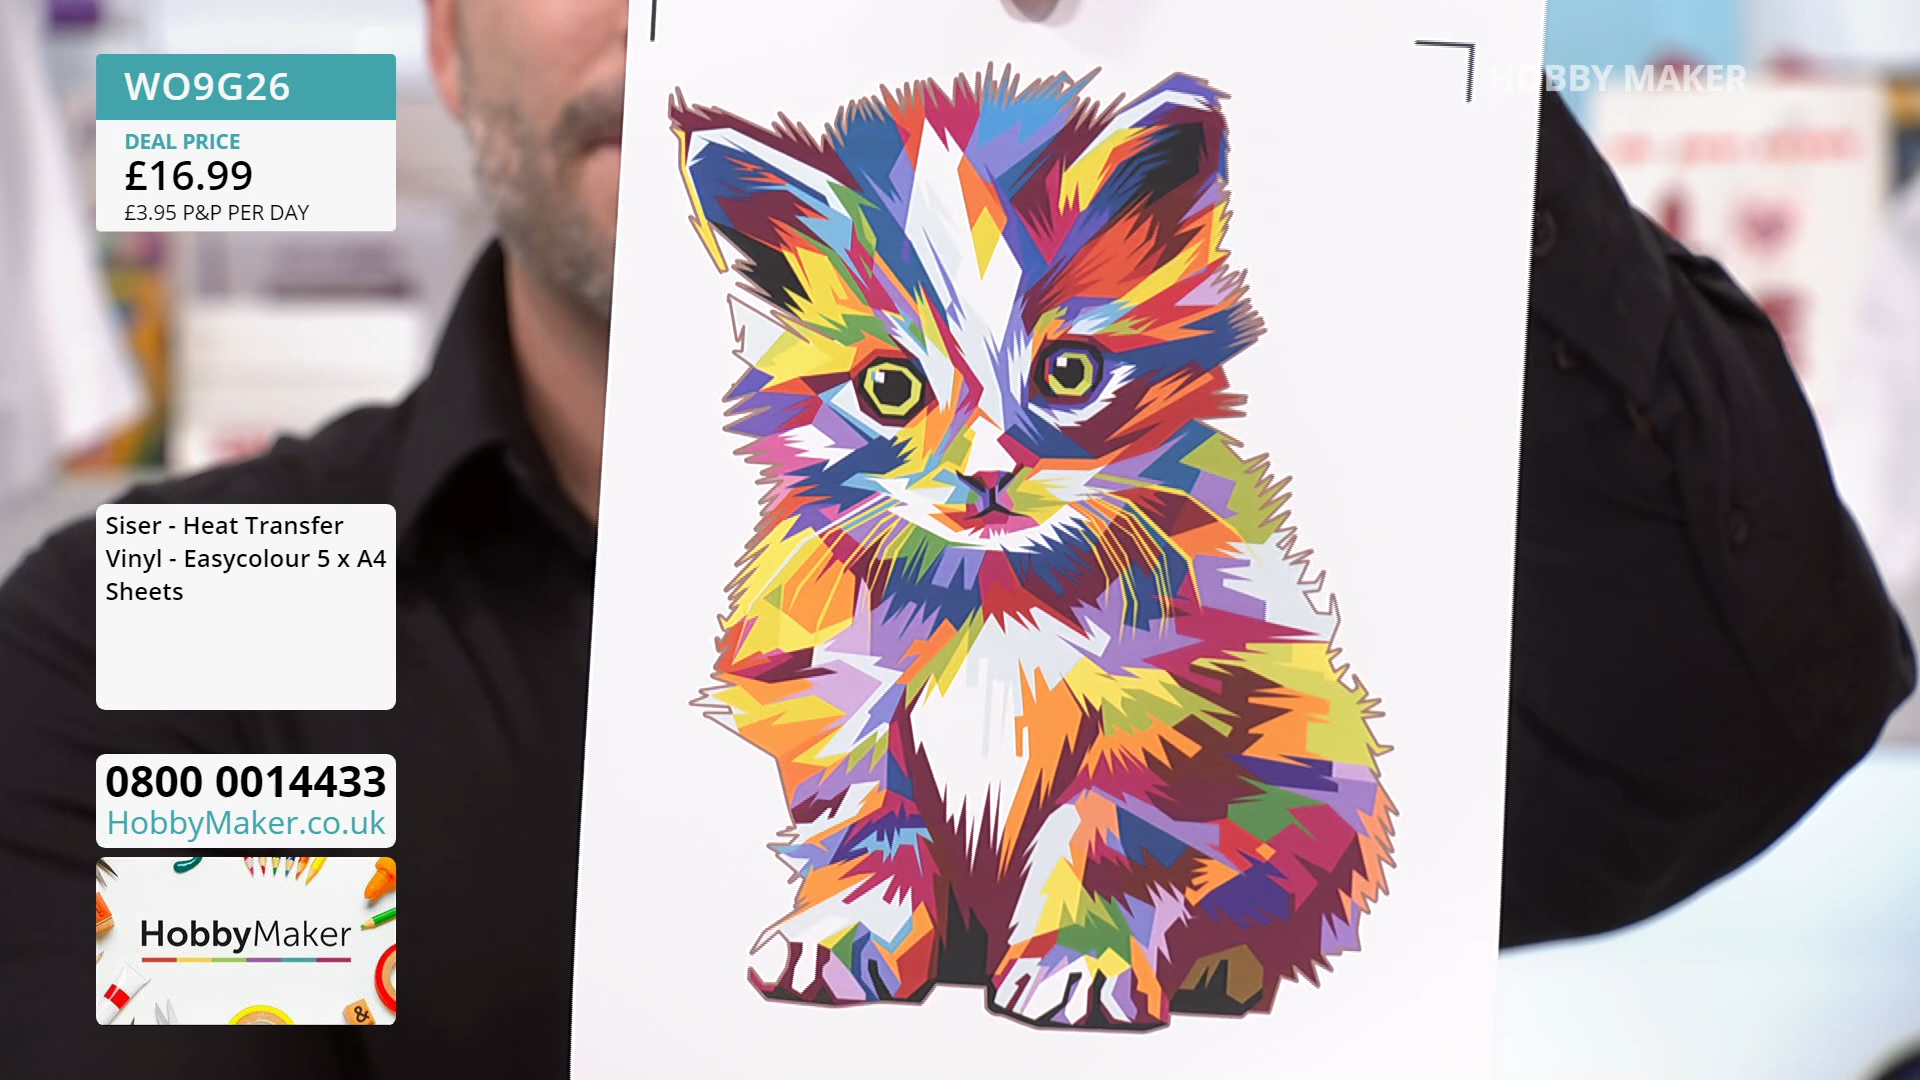 WO9G26
DEAL PRICE
£16.99
£3.95 P&P PER DAY
HOBBY MAKER
Siser - Heat Transfer
Vinyl - Easycolour 5 x A4
Sheets
0800 0014433
HobbyMaker.co.uk
HobbyMaker
&